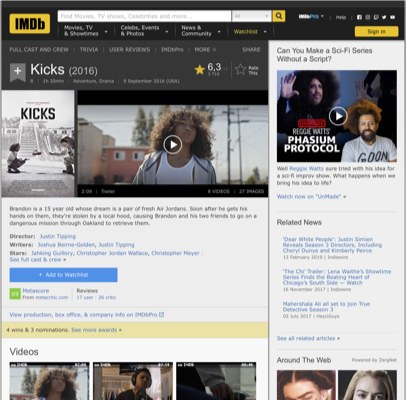 IMDb
Find Movies, TV shows, Celebrities and more...
All
Movies, TV & Showtimes
Celebs, Events & Photos
News & Community
Watchlist
IMDbPro
Help
Sign in
FULL CAST AND CREW | TRIVIA | USER REVIEWS | IMDbPro | MORE
SHARE
Kicks (2016)
6,3
Rate This
1h 20min | Adventure, Drama | 9 September 2016 (USA)
KICKS
2:09 | Trailer
8 VIDEOS | 27 IMAGES
Brandon is a 15 year old whose dream is a pair of fresh Air Jordans. Soon after he gets his
hands on them, they're stolen by a local hood, causing Brandon and his two friends to go on a
dangerous mission through Oakland to retrieve them.
Director: Justin Tipping
Writers: Joshua Beirne-Golden, Justin Tipping
Stars: Jahking Guillory, Christopher Jordan Wallace, Christopher Meyer
See full cast & crew »
+ Add to Watchlist
Metascore
From metacritic.com
Reviews
17 user | 26 critic
View production, box office, & company info on IMDbPro
4 wins & 3 nominations. See more awards »
Videos
Can You Make a Sci-Fi Series
Without a Script?
REGGIE WATTS'
PHASIUM
PROTOCOL
Well Reggie Watts sure tried with his idea for
a sci-fi improv show. What happens when we
bring his idea to life?
Watch now on "UnMade" »
Related News
'Dear White People': Justin Simien
Reveals Season 3 Directors, Including
Cheryl Dunye and Kimberly Peirce
13 February 2019 | Indiewire
'The Chi' Trailer: Lena Waithe's Showtime
Series Finds the Beating Heart of
Chicago's South Side — Watch
16 November 2017 | Indiewire
Mahershala Ali all set to join True
Detective Season 3
03 July 2017 | HeyUGuys
See all related articles »
Around The Web
Powered by ZergNet